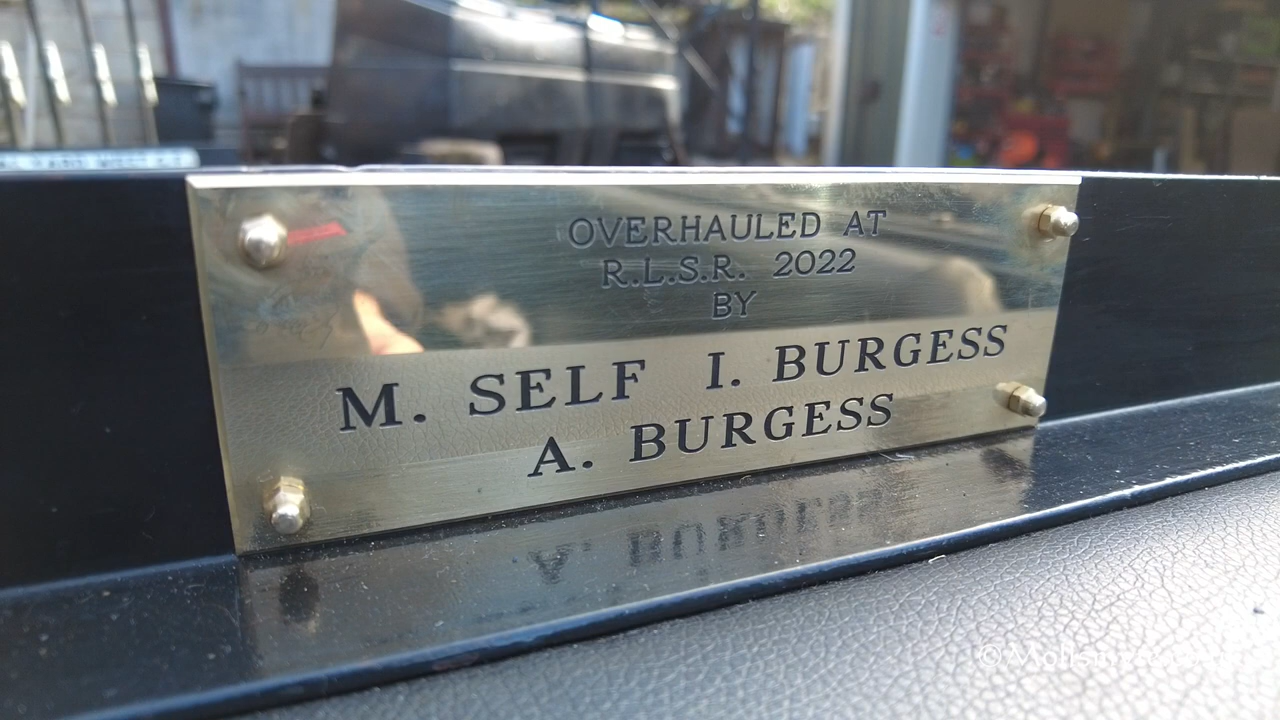 OVERHAULED AT
R.L.S.R. 2022
BY
M. SELF I. BURGESS
A. BURGESS